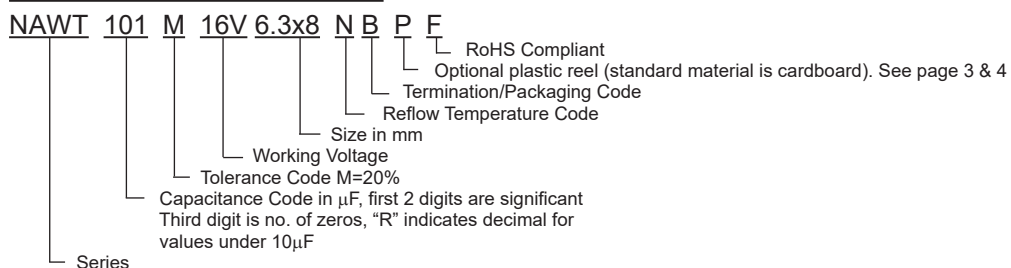 NAWT 101 M 16V 6.3x8 N B P F
RoHS Compliant
Optional plastic reel (standard material is cardboard). See page 3 & 4
Termination/Packaging Code
Reflow Temperature Code
Size in mm
Working Voltage
Tolerance Code M=20%
Capacitance Code in μF, first 2 digits are significant
Third digit is no. of zeros, “R” indicates decimal for
values under 10μF
Series